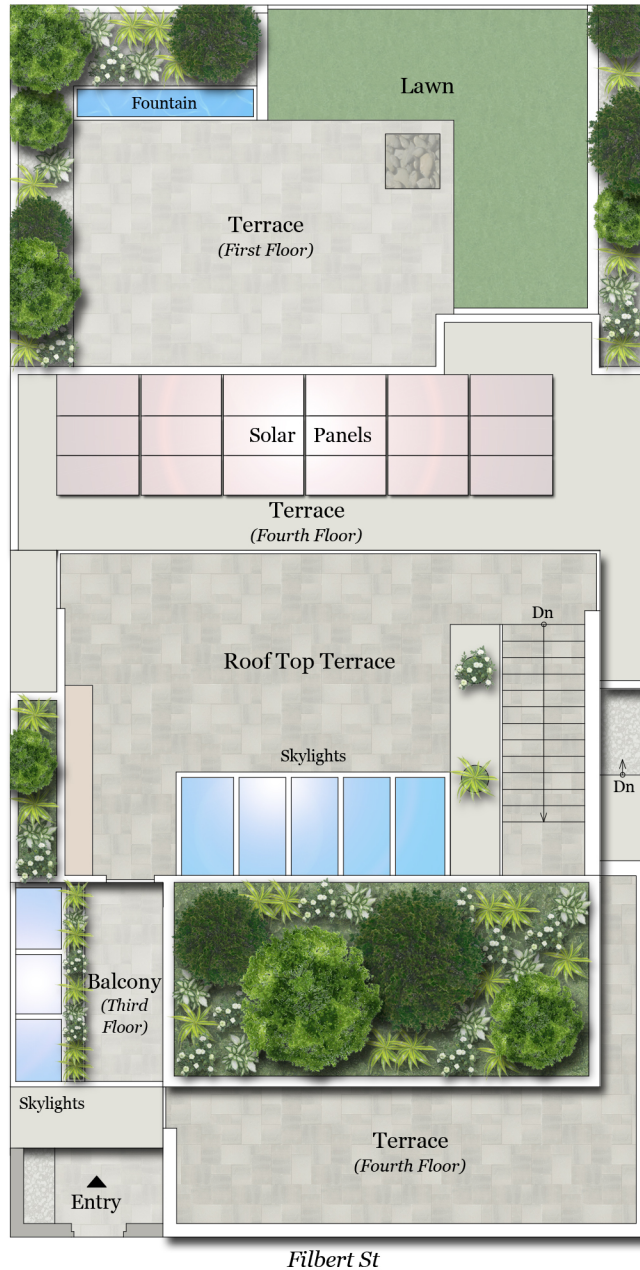 Fountain
Lawn
Terrace
(First Floor)
Solar Panels
Terrace
(Fourth Floor)
Dn
Roof Top Terrace
Skylights
Dn
Balcony
(Third
Floor)
Skylights
Terrace
(Fourth Floor)
Entry
Filbert St